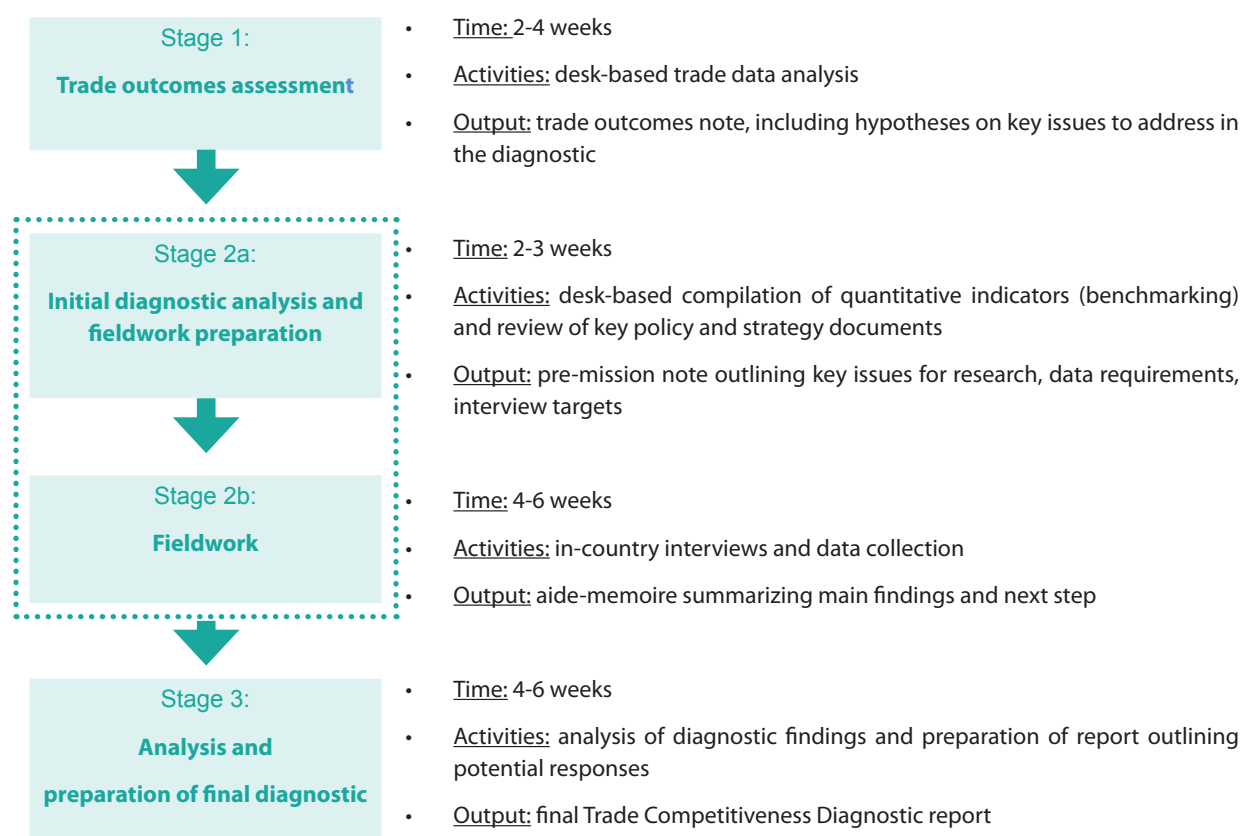 Stage 1:
Trade outcomes assessment
• Time: 2-4 weeks
• Activities: desk-based trade data analysis
• Output: trade outcomes note, including hypotheses on key issues to address in
the diagnostic
Stage 2a:
Initial diagnostic analysis and
fieldwork preparation
• Time: 2-3 weeks
• Activities: desk-based compilation of quantitative indicators (benchmarking)
and review of key policy and strategy documents
• Output: pre-mission note outlining key issues for research, data requirements,
interview targets
Stage 2b:
Fieldwork
• Time: 4-6 weeks
• Activities: in-country interviews and data collection
• Output: aide-memoire summarizing main findings and next step
Stage 3:
Analysis and
preparation of final diagnostic
• Time: 4-6 weeks
• Activities: analysis of diagnostic findings and preparation of report outlining
potential responses
• Output: final Trade Competitiveness Diagnostic report